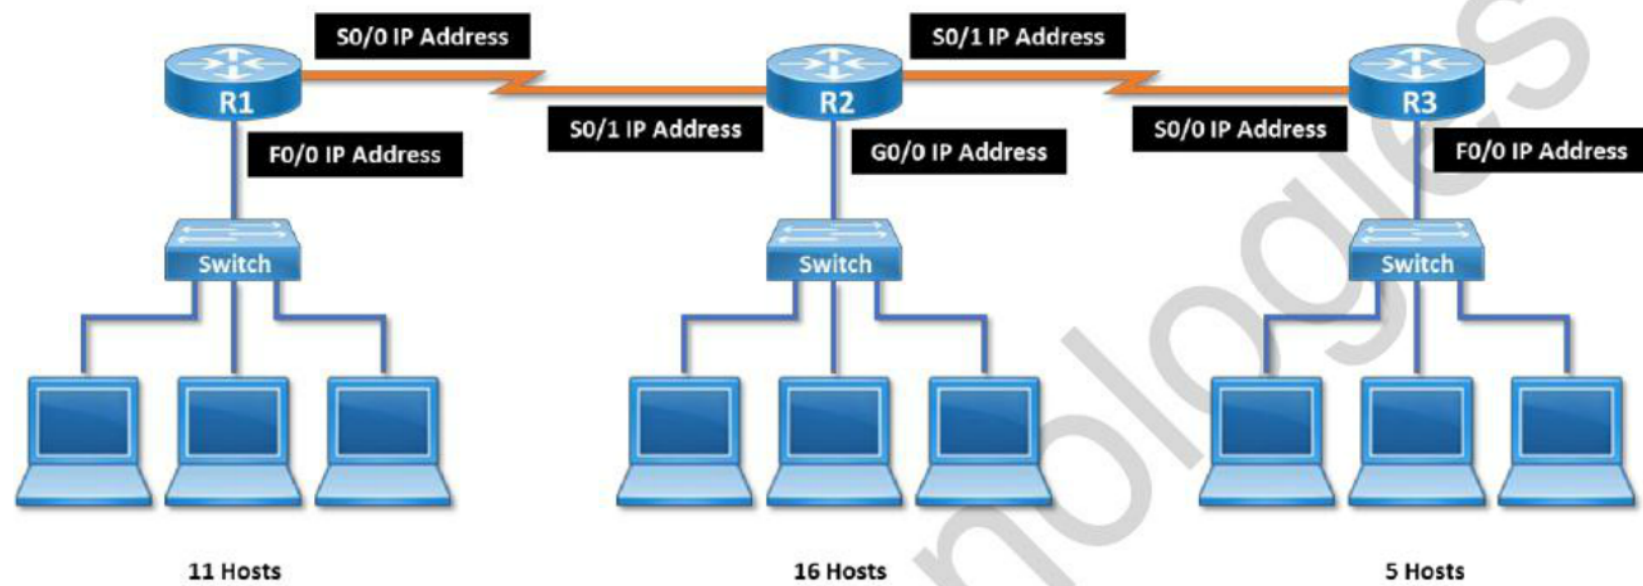 S0/0 IP Address
S0/1 IP Address
R1
R2
R3
S0/1 IP Address
S0/0 IP Address
F0/0 IP Address
G0/0 IP Address
F0/0 IP Address
Switch
Switch
Switch
11 Hosts
16 Hosts
5 Hosts
nologies